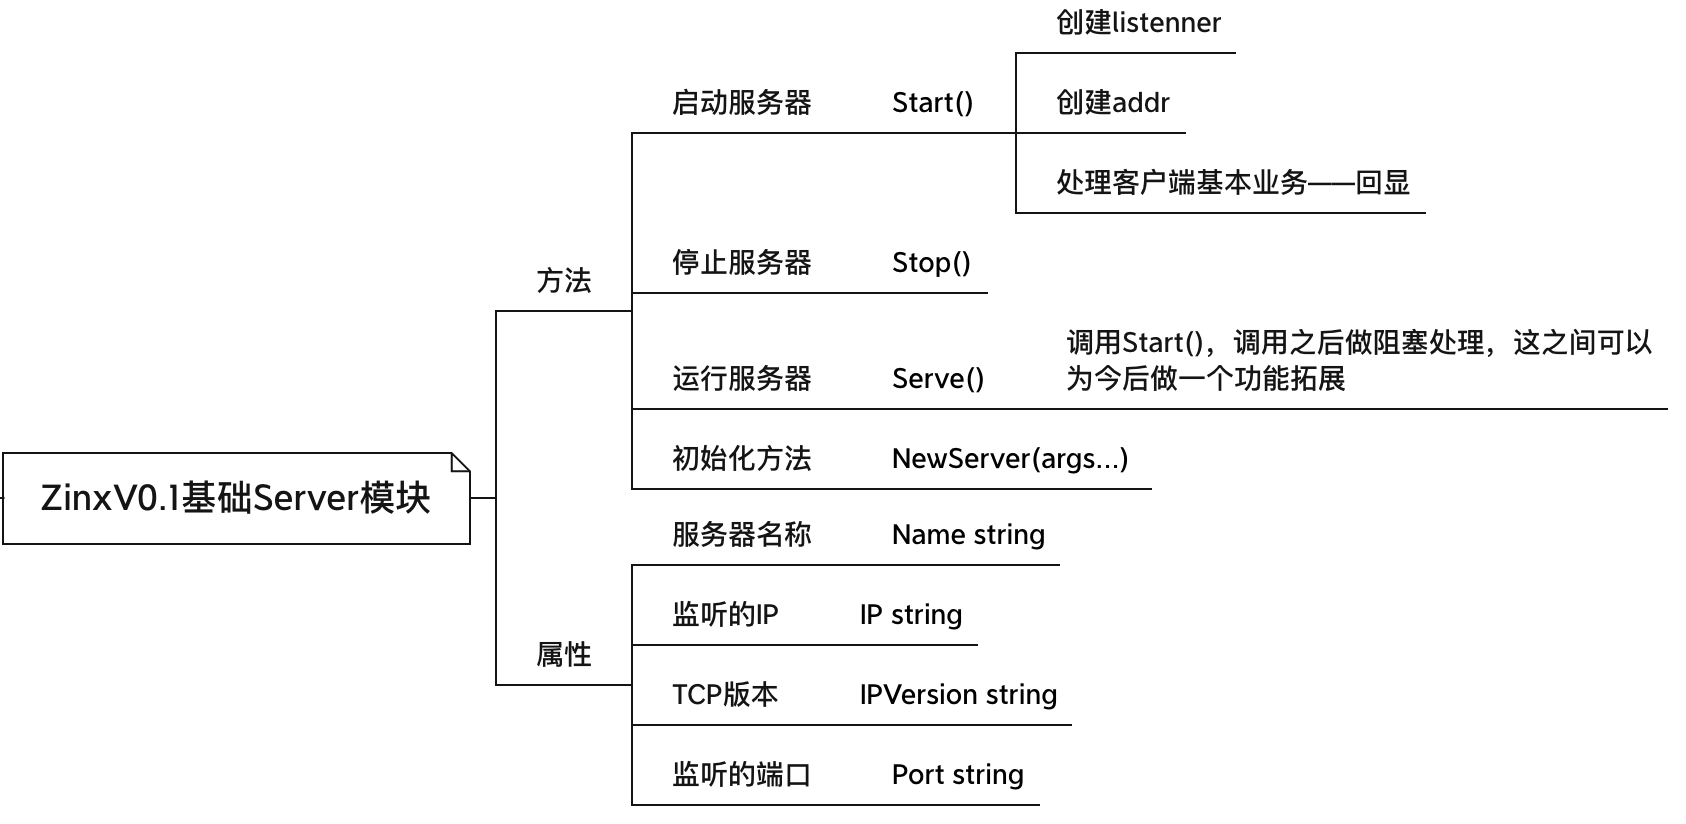 ZinxV0.1基础Server模块
方法
启动服务器 Start()
创建listenner
创建addr
处理客户端基本业务——回显
停止服务器 Stop()
运行服务器 Serve()
调用Start()，调用之后做阻塞处理，这之间可以
为今后做一个功能拓展
初始化方法 NewServer(args...)
属性
服务器名称 Name string
监听的IP IP string
TCP版本 IPVersion string
监听的端口 Port string